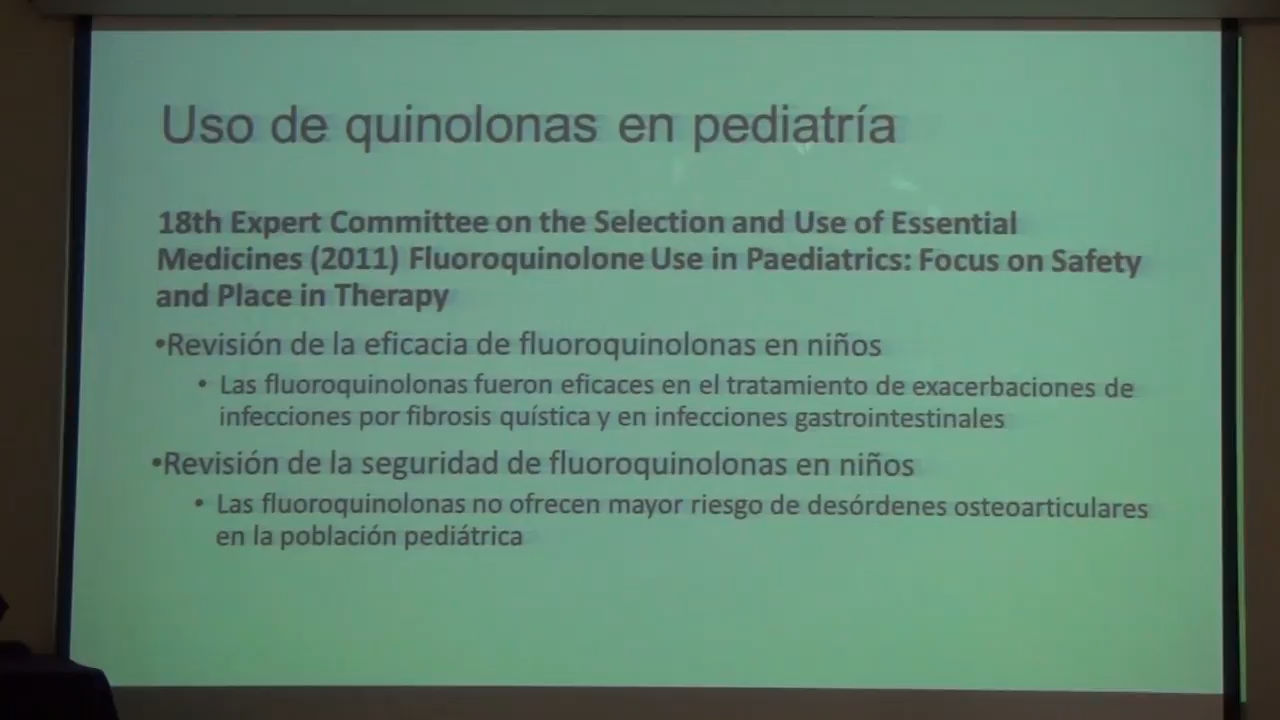 Uso de quinolonas en pediatría
18th Expert Committee on the Selection and Use of Essential
Medicines (2011) Fluoroquinolone Use in Paediatrics: Focus on Safety
and Place in Therapy
•Revisión de la eficacia de fluoroquinolonas en niños
• Las fluoroquinolonas fueron eficaces en el tratamiento de exacerbaciones de
infecciones por fibrosis quística y en infecciones gastrointestinales
•Revisión de la seguridad de fluoroquinolonas en niños
• Las fluoroquinolonas no ofrecen mayor riesgo de desórdenes osteoarticulares
en la población pediátrica